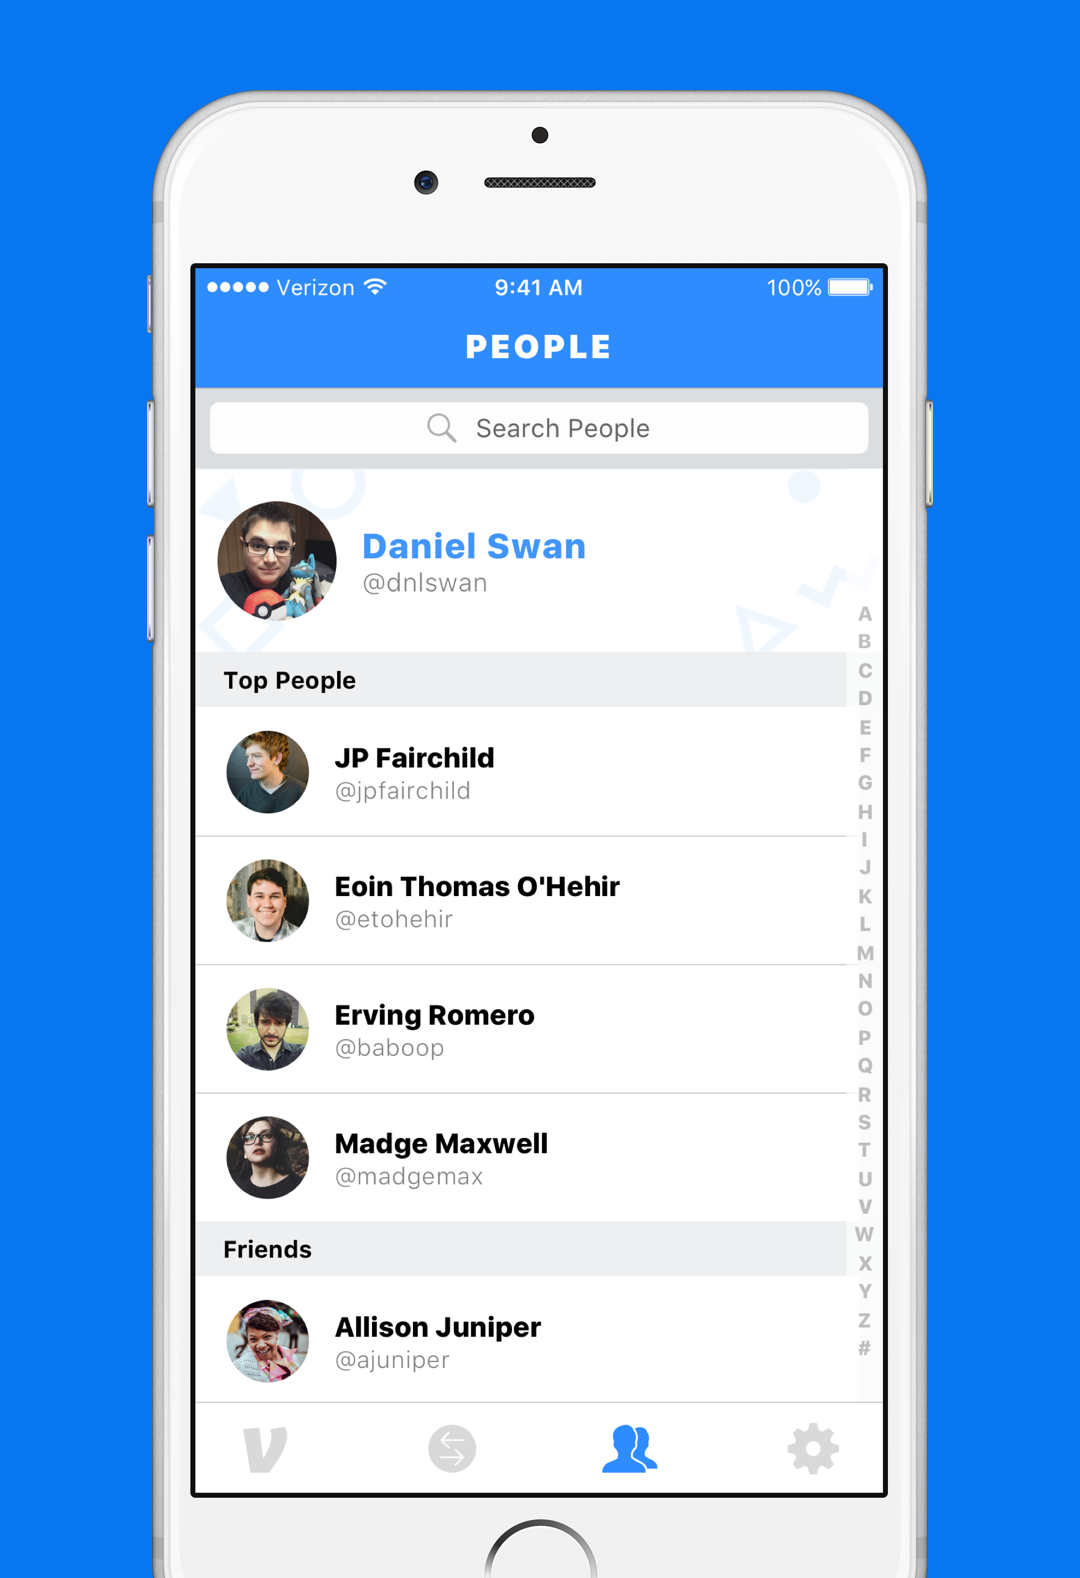 Verizon 9:41 AM 100%
PEOPLE
Search People
Daniel Swan
@dnlswan
Top People
JP Fairchild
@jpfairchild
Eoin Thomas O'Hehir
@etohehir
Erving Romero
@baboop
Madge Maxwell
@madgemax
Friends
Allison Juniper
@ajuniper
A
B
C
D
E
F
G
H
I
J
K
L
M
N
O
P
Q
R
S
T
U
V
W
X
Y
Z
#
V